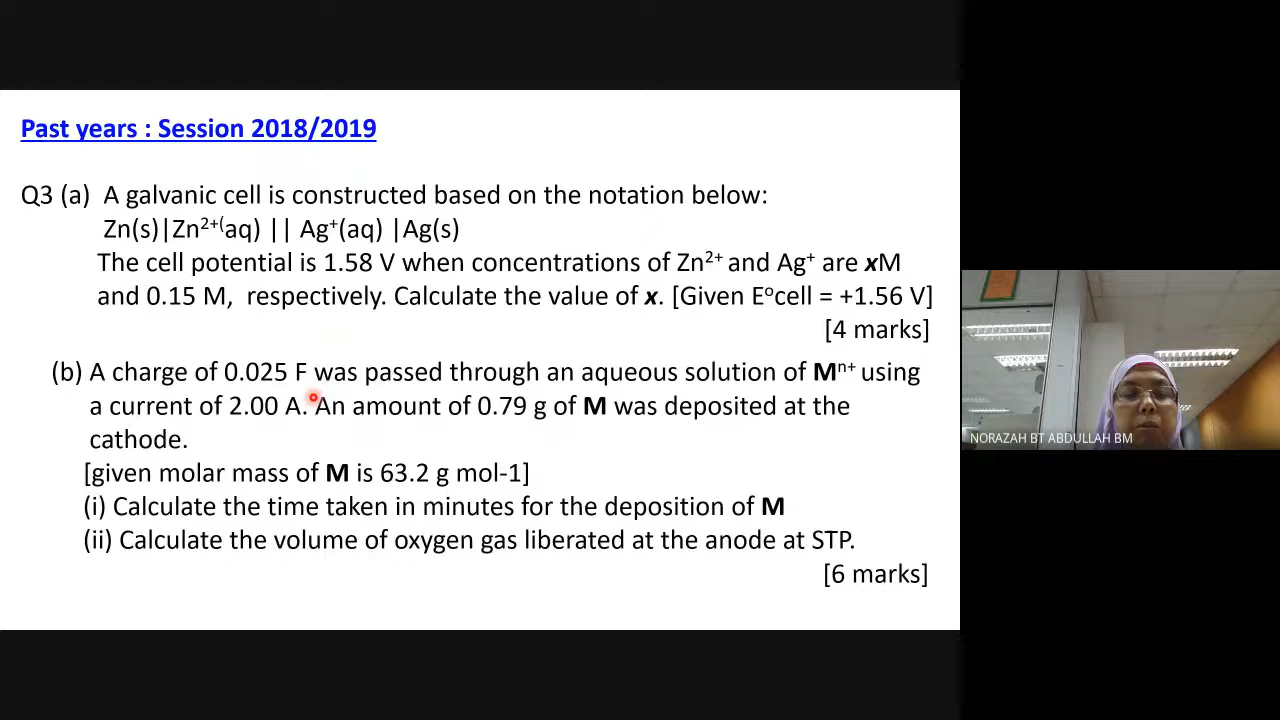 Past years : Session 2018/2019
Q3 (a) A galvanic cell is constructed based on the notation below:
Zn(s)|Zn²⁺⁽aq) || Ag⁺(aq) |Ag(s)
The cell potential is 1.58 V when concentrations of Zn²⁺ and Ag⁺ are xM
and 0.15 M, respectively. Calculate the value of x. [Given Eᵒcell = +1.56 V]
[4 marks]
(b) A charge of 0.025 F was passed through an aqueous solution of Mⁿ⁺ using
a current of 2.00 A. An amount of 0.79 g of M was deposited at the
cathode.
[given molar mass of M is 63.2 g mol-1]
(i) Calculate the time taken in minutes for the deposition of M
(ii) Calculate the volume of oxygen gas liberated at the anode at STP.
[6 marks]
NORAZAH BT ABDULLAH BM